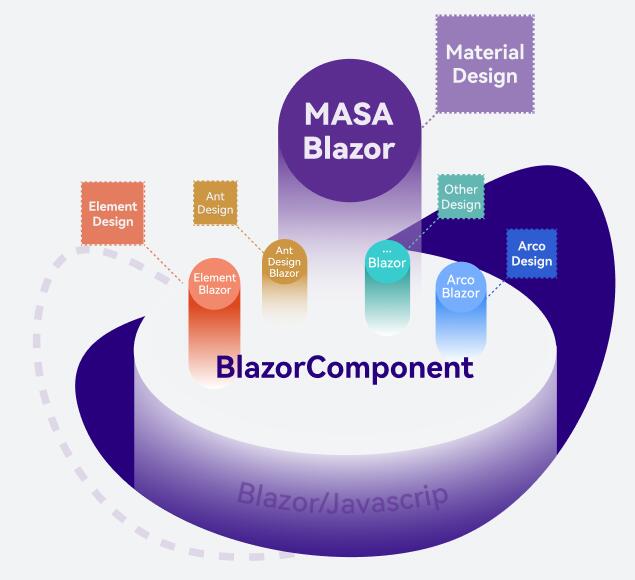 Material
Design
MASA
Blazor
Element
Design
Ant
Design
Other
Design
Arco
Design
Element
Blazor
Ant
Design
Blazor
...
Blazor
Arco
Blazor
BlazorComponent
Blazor/Javascrip